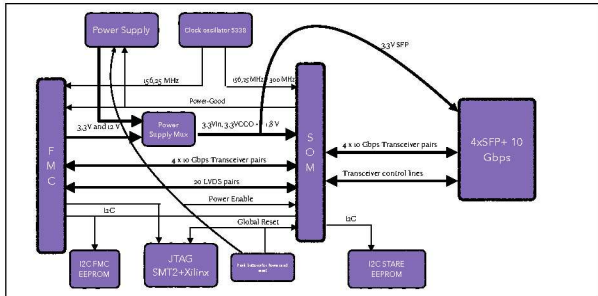 Power Supply
Clock oscillator 5338
3.3V SFP
156,25 MHz
156,25 MHz 300 MHz
Power-Good
3.3V and 12 V
Power
Supply Mux
3.3Vin, 3.3VCCO - 1.8 V
FMC
SOM
4xSFP+ 10
Gbps
4 x 10 Gbps Transceiver pairs
4 x 10 Gbps Transceiver pairs
20 LVDS pairs
Transceiver control lines
Power Enable
I2C
Global Reset
I2C
I2C FMC
EEPROM
JTAG
SMT2+Xilinx
I2C STARE
EEPROM